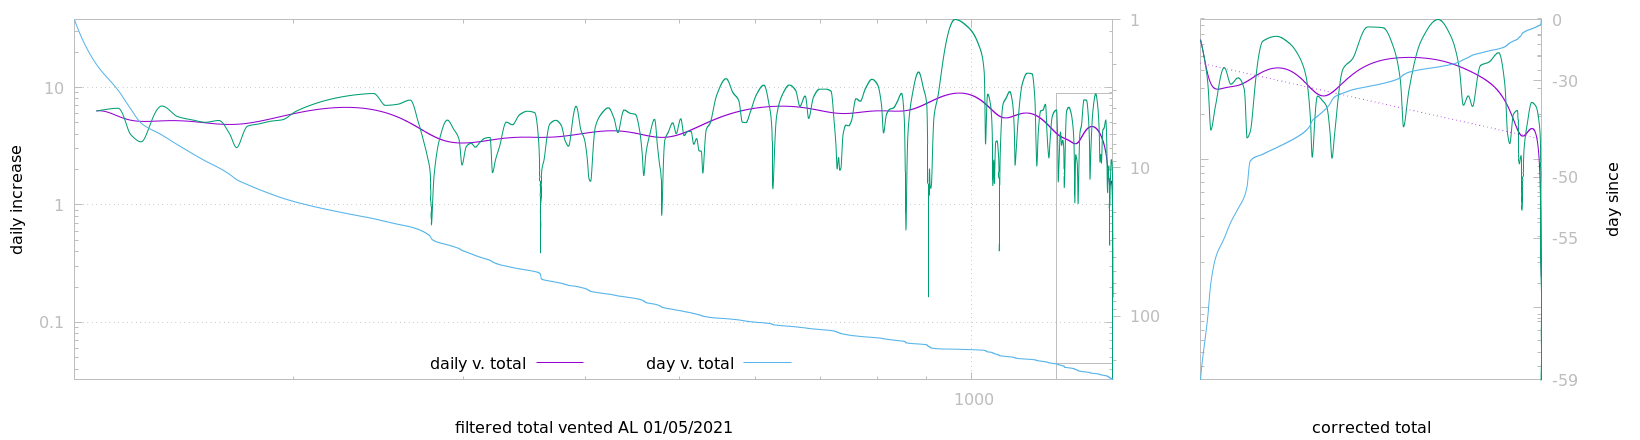 daily increase
10
1
0.1
1
10
100
1000
daily v. total
day v. total
filtered total vented AL 01/05/2021
0
-30
-50
-55
-59
day since
corrected total